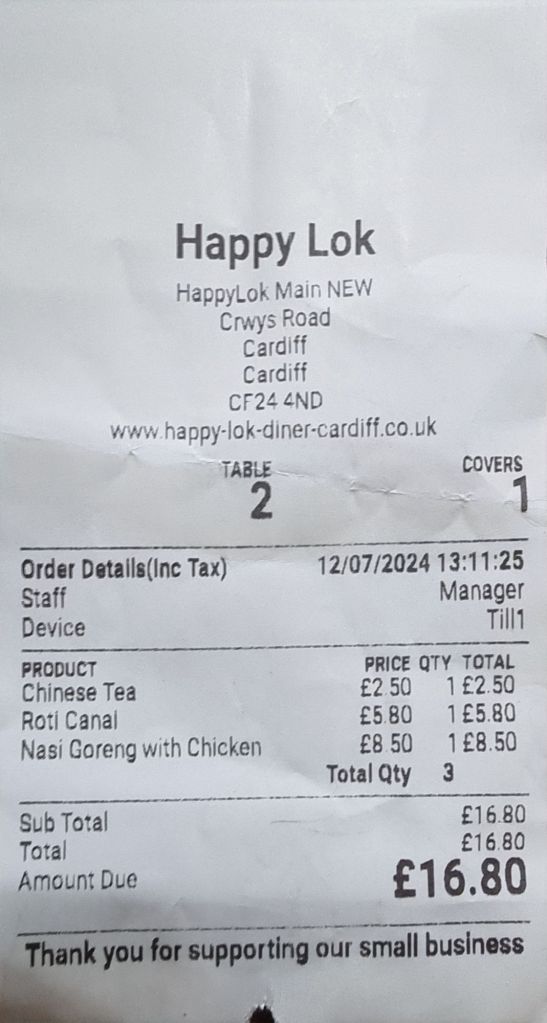 Happy Lok
HappyLok Main NEW
Crwys Road
Cardiff
Cardiff
CF24 4ND
www.happy-lok-diner-cardiff.co.uk
TABLE COVERS
2 1
Order Details(Inc Tax) 12/07/2024 13:11:25
Staff Manager
Device Till1
PRODUCT PRICE QTY TOTAL
Chinese Tea £2.50 1 £2.50
Roti Canai £5.80 1 £5.80
Nasi Goreng with Chicken £8.50 1 £8.50
Total Qty 3
Sub Total £16.80
Total £16.80
Amount Due £16.80
Thank you for supporting our small business